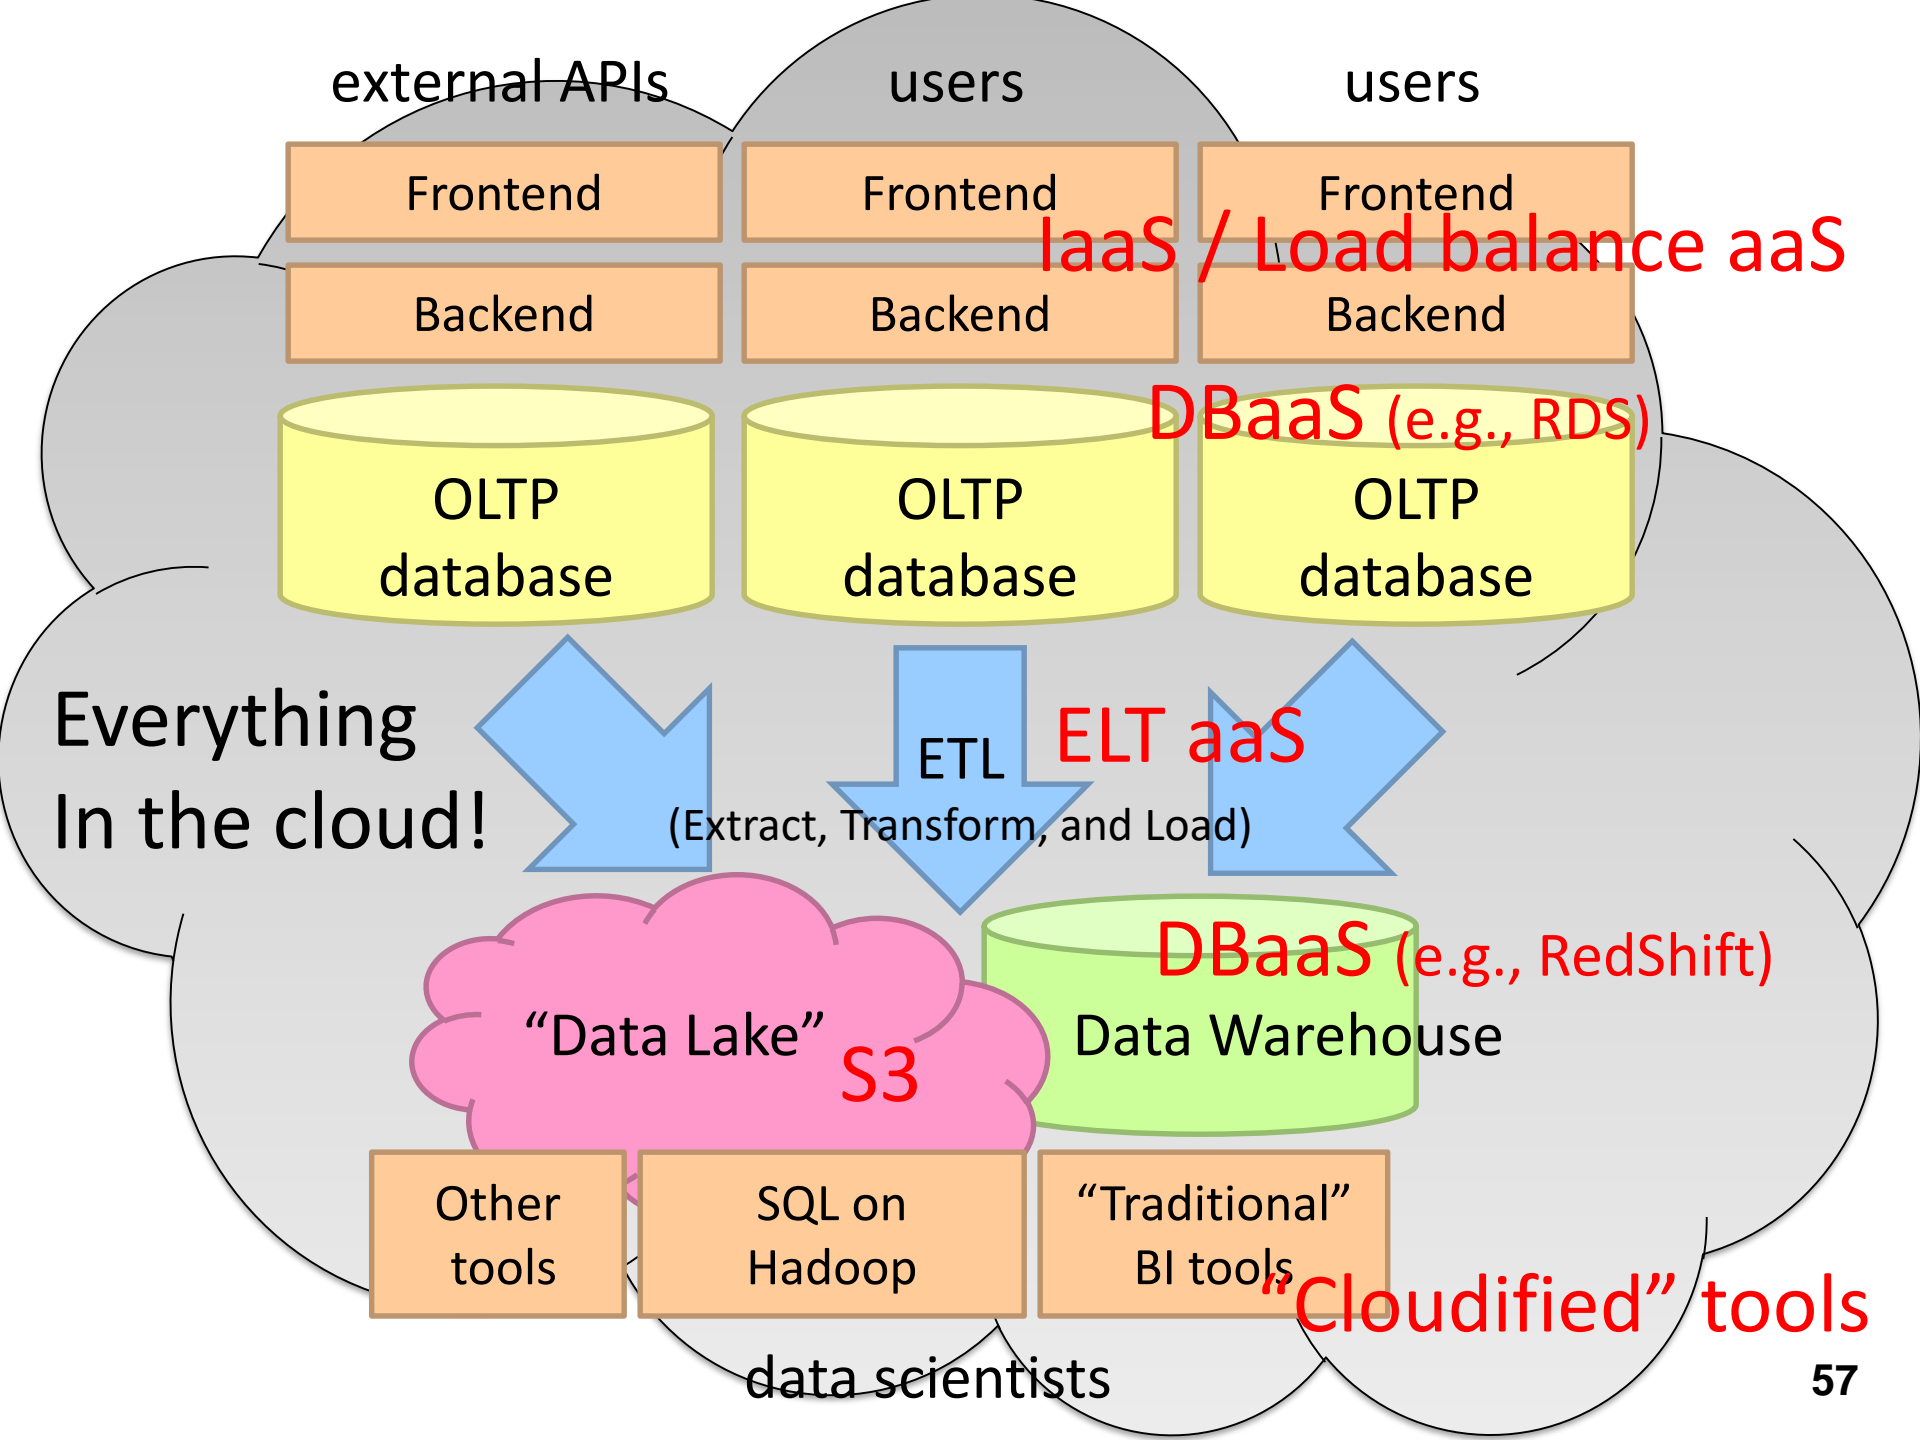 external APIs
users
users
Frontend
Frontend
Frontend
IaaS / Load balance aaS
Backend
Backend
Backend
DBaaS (e.g., RDS)
OLTP
database
OLTP
database
OLTP
database
Everything
In the cloud!
ETL
(Extract, Transform, and Load)
ELT aaS
DBaaS (e.g., RedShift)
“Data Lake”
S3
Data Warehouse
Other
tools
SQL on
Hadoop
“Traditional”
BI tools
“Cloudified” tools
data scientists
57